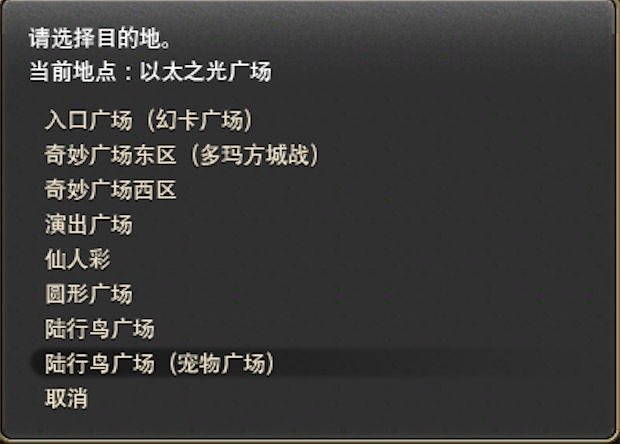 请选择目的地。
当前地点：以太之光广场
入口广场（幻卡广场）
奇妙广场东区（多玛方城战）
奇妙广场西区
演出广场
仙人彩
圆形广场
陆行鸟广场
陆行鸟广场（宠物广场）
取消